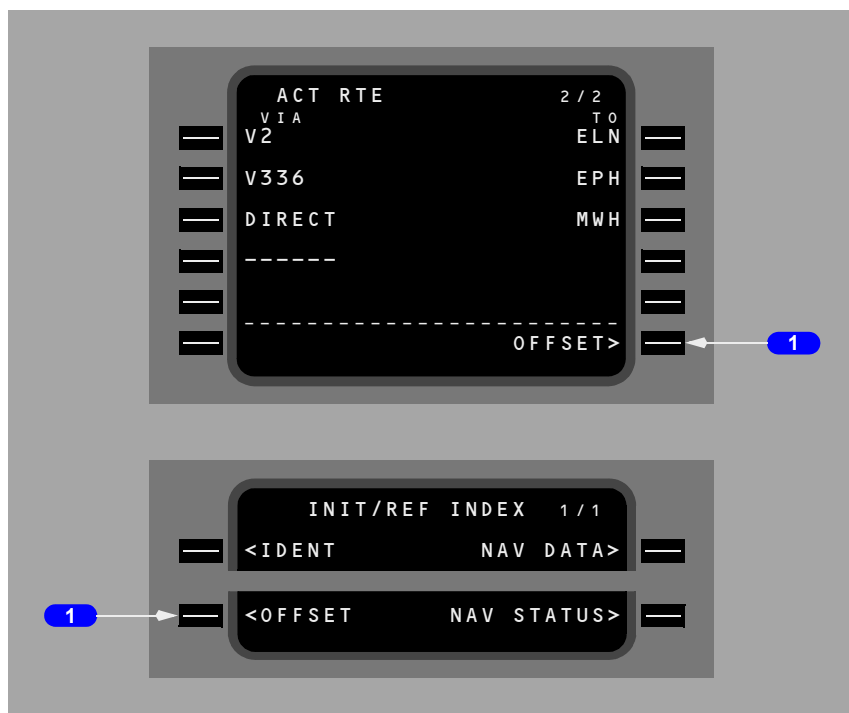 ACT RTE 2/2
VIA TO
V2 ELN
V336 EPH
DIRECT MWH
------
------------------------
OFFSET> 1
INIT/REF INDEX 1/1
<IDENT NAV DATA>
1 <OFFSET NAV STATUS>